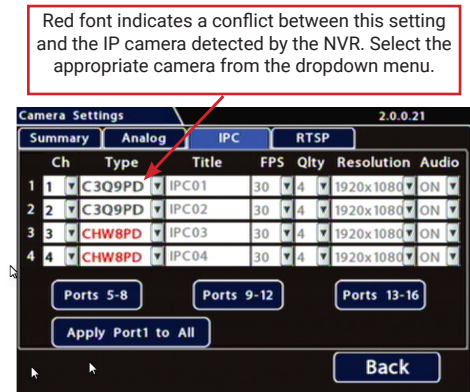 Red font indicates a conflict between this setting
and the IP camera detected by the NVR. Select the
appropriate camera from the dropdown menu.
Camera Settings 2.0.0.21
Summary Analog IPC RTSP
Ch Type Title FPS Qlty Resolution Audio
1 1 C3Q9PD IPC01 30 4 1920x1080 ON
2 2 C3Q9PD IPC02 30 4 1920x1080 ON
3 3 CHW8PD IPC03 30 4 1920x1080 ON
4 4 CHW8PD IPC04 30 4 1920x1080 ON
Ports 5-8 Ports 9-12 Ports 13-16
Apply Port1 to All
Back